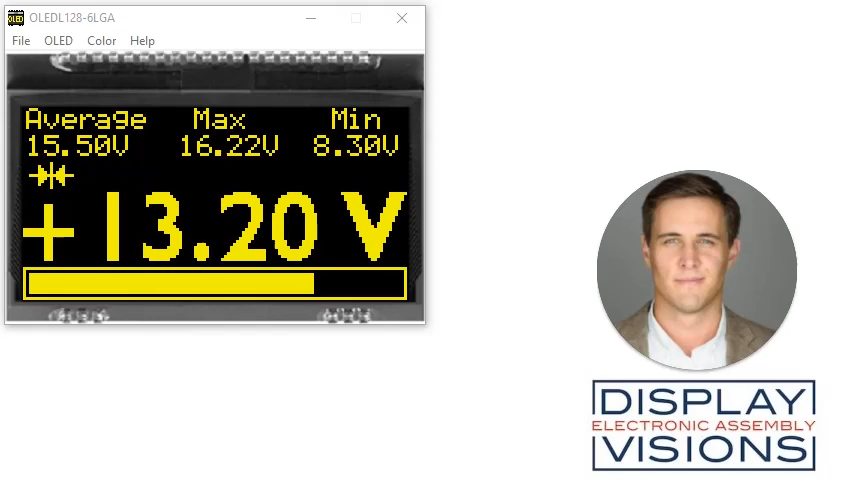 OLED OLEDL128-6LGA
File OLED Color Help
Average Max Min
15.50V 16.22V 8.30V
+13.20 V
DISPLAY
ELECTRONIC ASSEMBLY
VISIONS